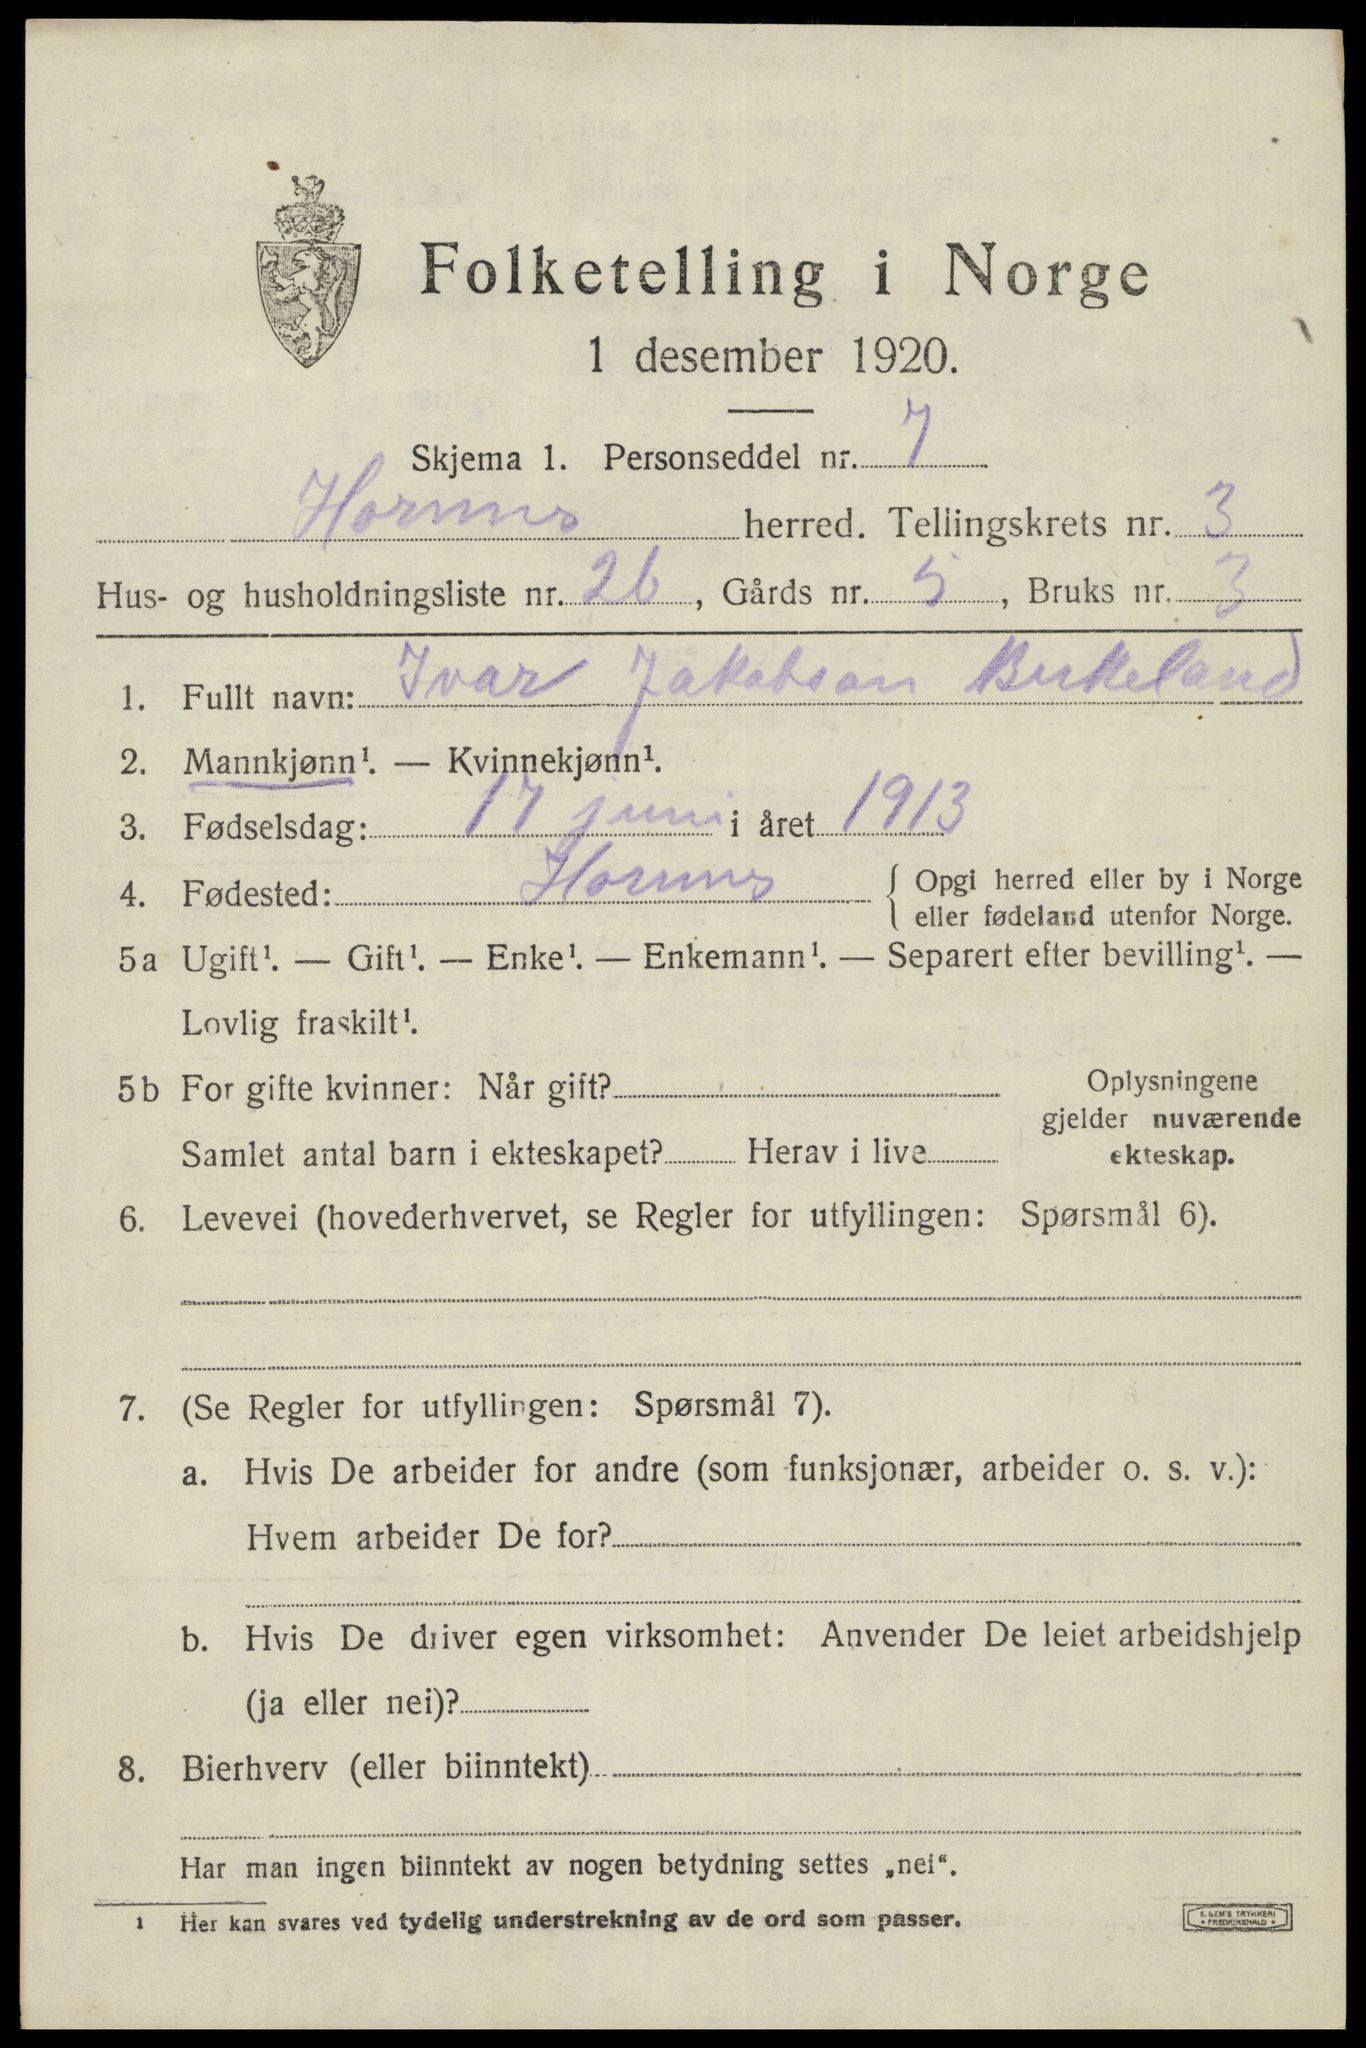 Folketelling i Norge
1 desember 1920.
Skjema 1. Personseddel nr. 7
Hornnes herred. Tellingskrets nr. 3
Hus- og husholdningsliste nr. 26, Gårds nr. 5, Bruks nr. 3
1. Fullt navn: Ivar Jakobson Birkeland
2. Mannkjønn¹. — Kvinnekjønn¹.
3. Fødselsdag: 17 juni i året 1913
4. Fødested: Hornnes { Opgi herred eller by i Norge
eller fødeland utenfor Norge.
5a Ugift¹. — Gift¹. — Enke¹. — Enkemann¹. — Separert efter bevilling¹. —
Lovlig fraskilt¹.
5b For gifte kvinner: Når gift?
Samlet antal barn i ekteskapet? Herav i live
Oplysningene
gjelder nuværende
ekteskap.
6. Levevei (hovederhvervet, se Regler for utfyllingen: Spørsmål 6).
7. (Se Regler for utfyllingen: Spørsmål 7).
a. Hvis De arbeider for andre (som funksjonær, arbeider o. s. v.):
Hvem arbeider De for?
b. Hvis De driver egen virksomhet: Anvender De leiet arbeidshjelp
(ja eller nei)?
8. Bierhverv (eller biinntekt)
Har man ingen biinntekt av nogen betydning settes „nei“.
¹ Her kan svares ved tydelig understrekning av de ord som passer.
E. SEM'S TRYKKERI
• FREDRIKSHALD •